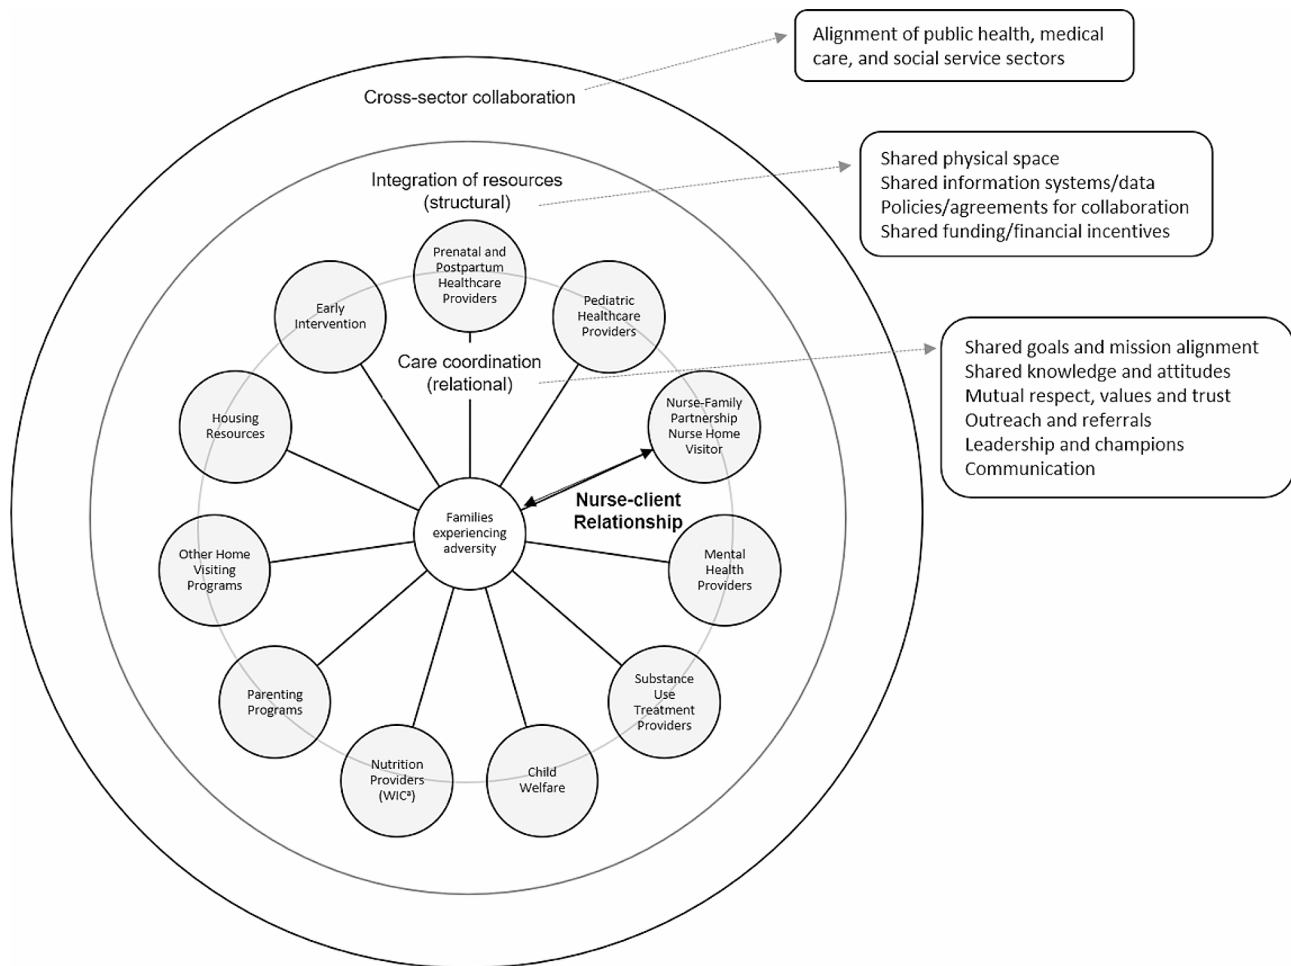 Alignment of public health, medical
care, and social service sectors
Cross-sector collaboration
Shared physical space
Shared information systems/data
Policies/agreements for collaboration
Shared funding/financial incentives
Integration of resources
(structural)
Prenatal and
Postpartum
Healthcare
Providers
Early
Intervention
Pediatric
Healthcare
Providers
Care coordination
(relational)
Shared goals and mission alignment
Shared knowledge and attitudes
Mutual respect, values and trust
Outreach and referrals
Leadership and champions
Communication
Housing
Resources
Nurse-Family
Partnership
Nurse Home
Visitor
Nurse-client
Relationship
Families
experiencing
adversity
Other Home
Visiting
Programs
Mental
Health
Providers
Parenting
Programs
Substance
Use
Treatment
Providers
Nutrition
Providers
(WICᵃ)
Child
Welfare